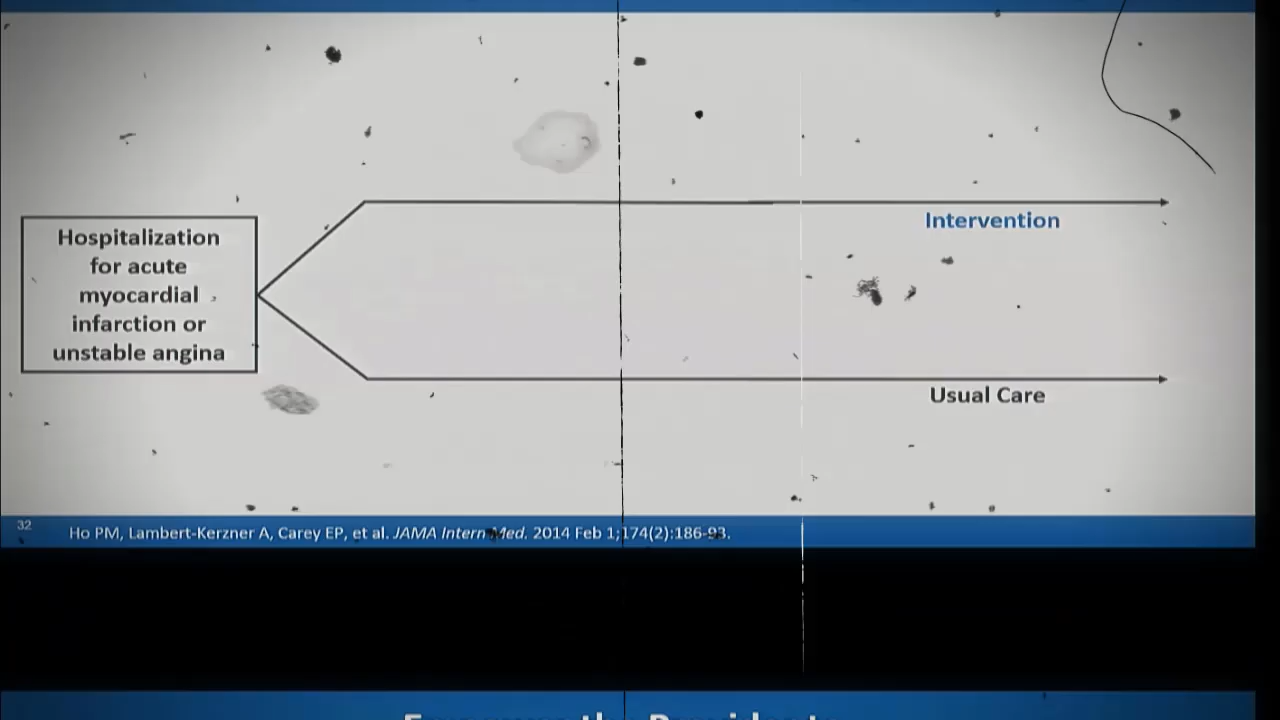 Intervention
Hospitalization
for acute
myocardial
infarction or
unstable angina
Usual Care
32
Ho PM, Lambert-Kerzner A, Carey EP, et al. JAMA Intern Med. 2014 Feb 1;174(2):186-93.